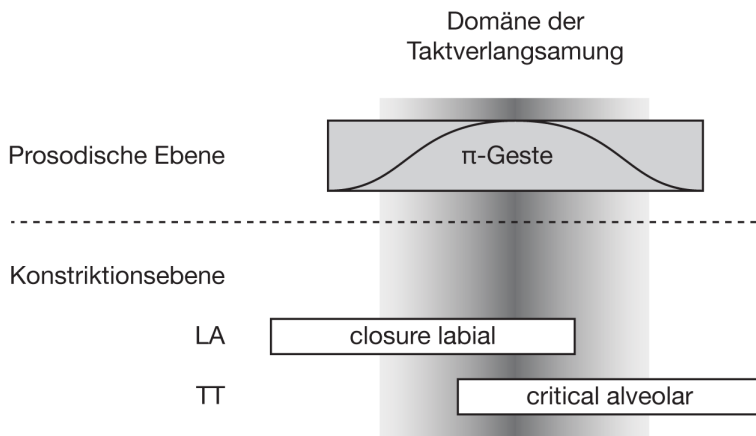 Domäne der
Taktverlangsamung
Prosodische Ebene
π-Geste
Konstriktionsebene
LA
closure labial
TT
critical alveolar